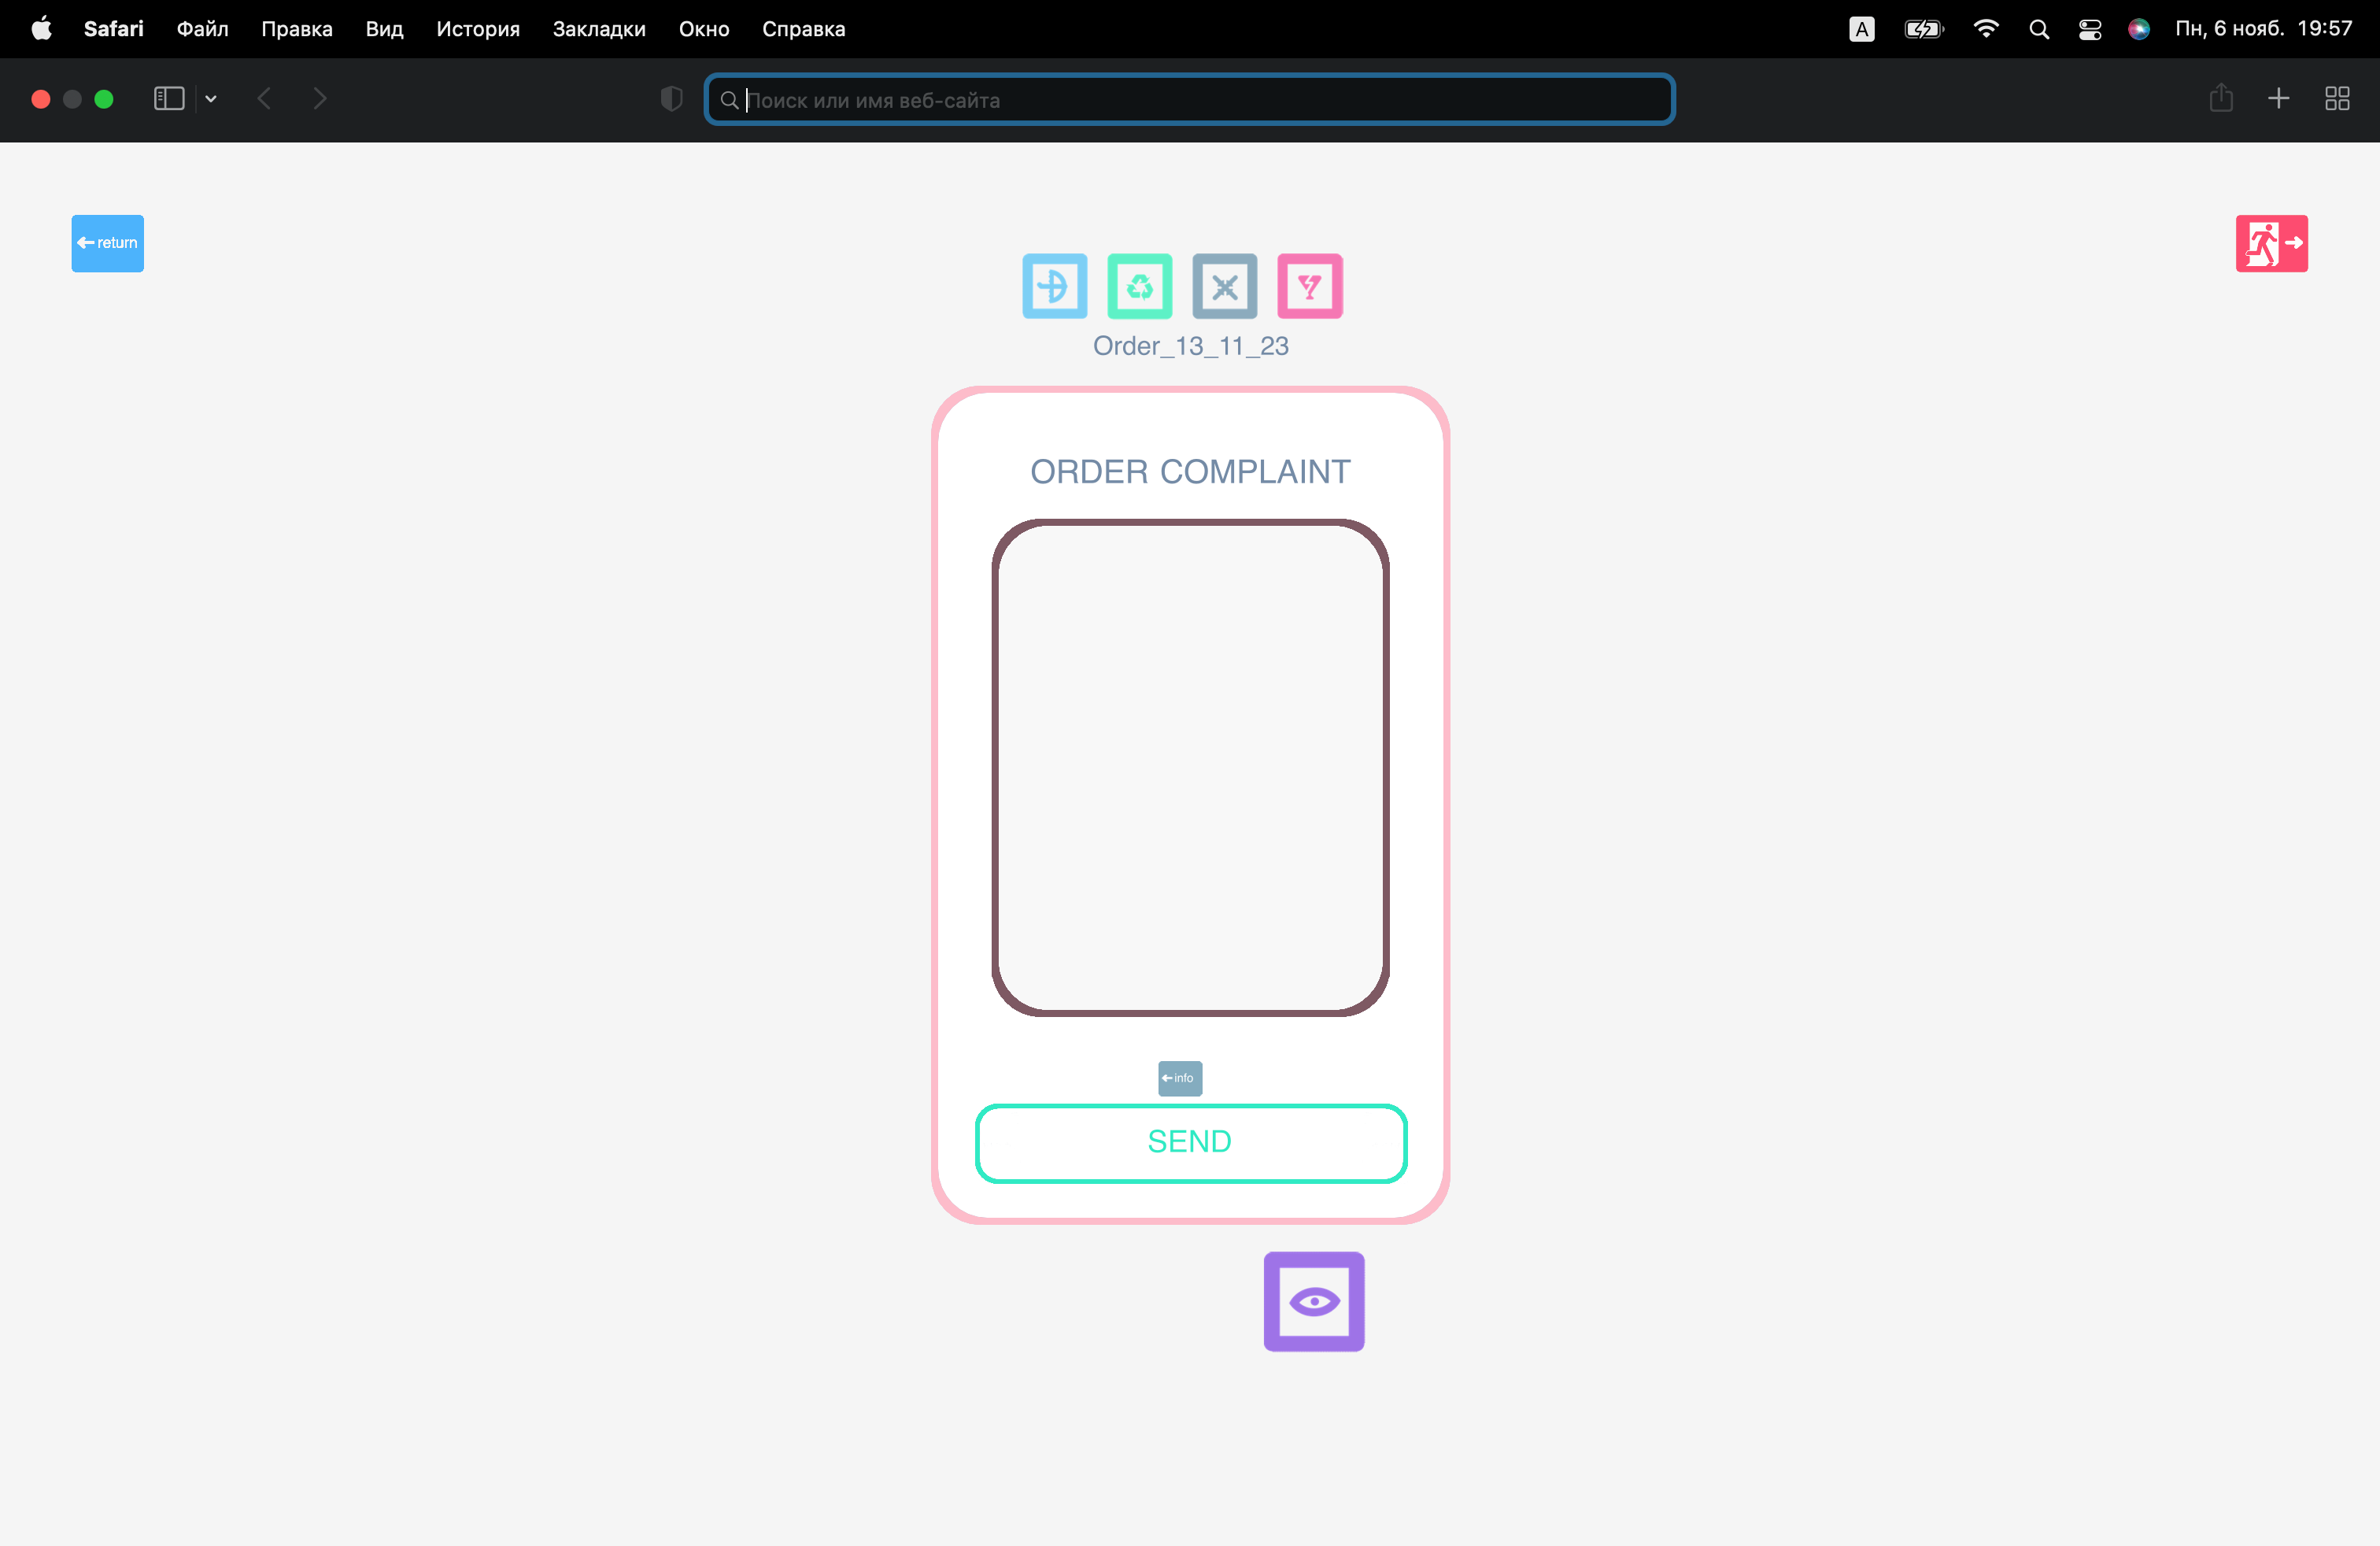 Safari Файл Правка Вид История Закладки Окно Справка A Пн, 6 нояб. 19:57
Поиск или имя веб-сайта
return
Order_13_11_23
ORDER COMPLAINT
info
SEND